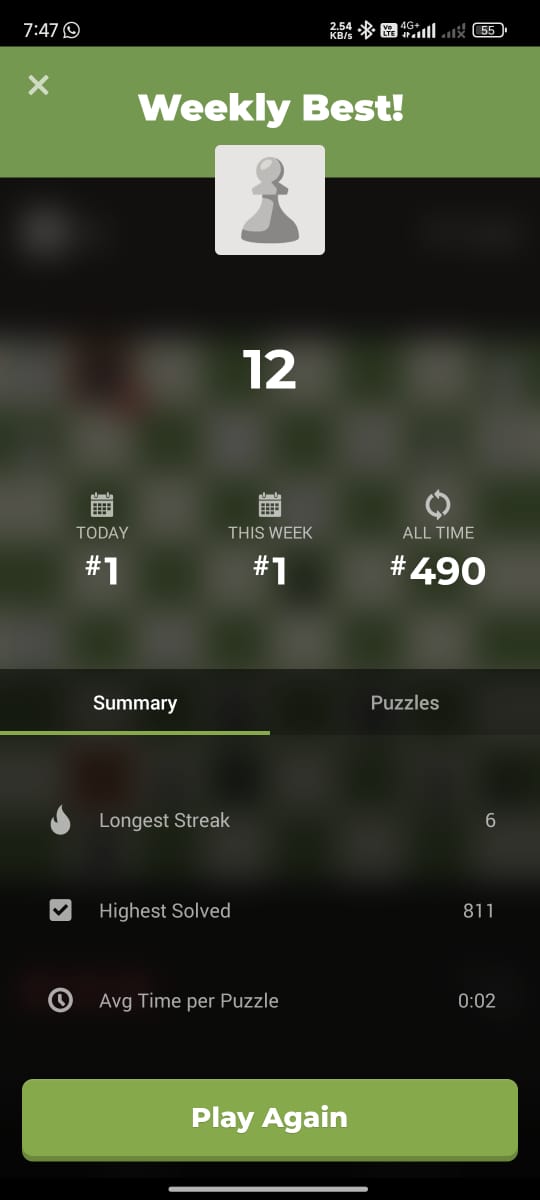 7:47
2.54 KB/s
Vo LTE
4G+
55
Weekly Best!
12
TODAY
THIS WEEK
ALL TIME
#1
#1
#490
Summary
Puzzles
Longest Streak
6
Highest Solved
811
Avg Time per Puzzle
0:02
Play Again